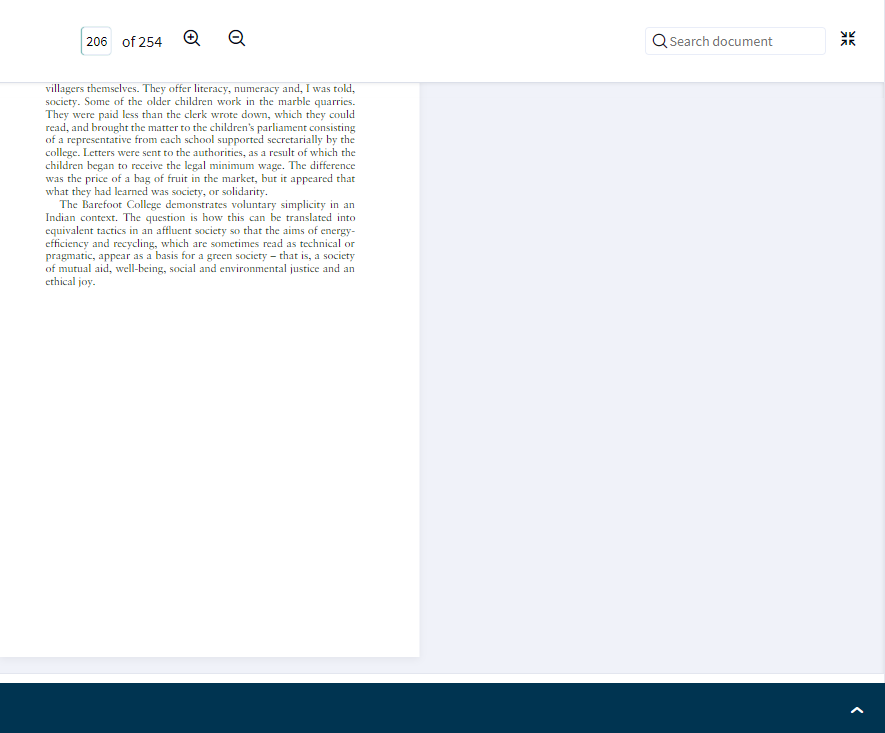 206 of 254
Search document
villagers themselves. They offer literacy, numeracy and, I was told,
society. Some of the older children work in the marble quarries.
They were paid less than the clerk wrote down, which they could
read, and brought the matter to the children's parliament consisting
of a representative from each school supported secretarially by the
college. Letters were sent to the authorities, as a result of which the
children began to receive the legal minimum wage. The difference
was the price of a bag of fruit in the market, but it appeared that
what they had learned was society, or solidarity.
The Barefoot College demonstrates voluntary simplicity in an
Indian context. The question is how this can be translated into
equivalent tactics in an affluent society so that the aims of energy-
efficiency and recycling, which are sometimes read as technical or
pragmatic, appear as a basis for a green society – that is, a society
of mutual aid, well-being, social and environmental justice and an
ethical joy.